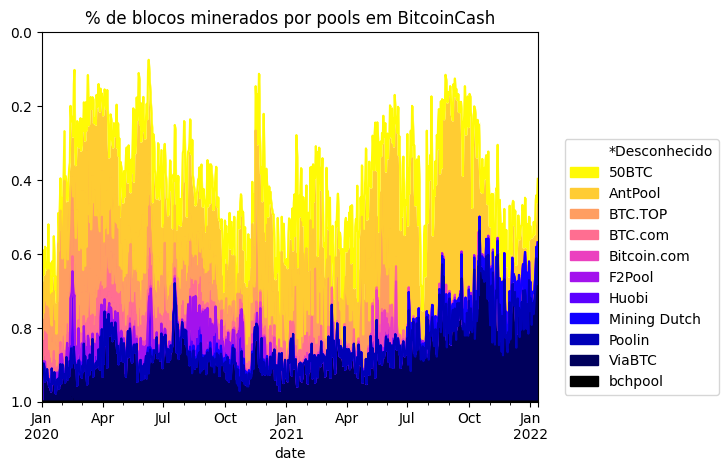 % de blocos minerados por pools em BitcoinCash
0.0
0.2
0.4
0.6
0.8
1.0
Jan
2020
Apr
Jul
Oct
Jan
2021
Apr
Jul
Oct
Jan
2022
date
*Desconhecido
50BTC
AntPool
BTC.TOP
BTC.com
Bitcoin.com
F2Pool
Huobi
Mining Dutch
Poolin
ViaBTC
bchpool